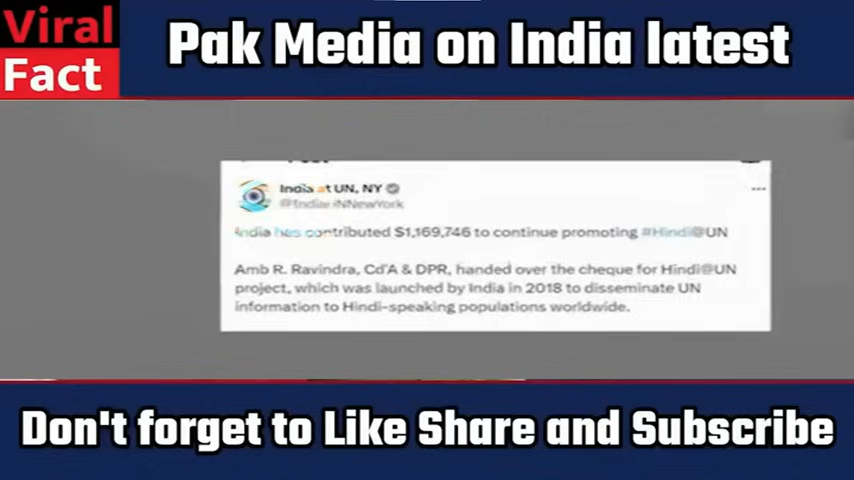 Viral
Fact
Pak Media on India latest
India at UN, NY
India has contributed $1,169,746 to continue promoting #Hindi@UN
Amb R. Ravindra, Cd'A & DPR, handed over the cheque for Hindi@UN
project, which was launched by India in 2018 to disseminate UN
information to Hindi-speaking populations worldwide.
Don't forget to Like Share and Subscribe